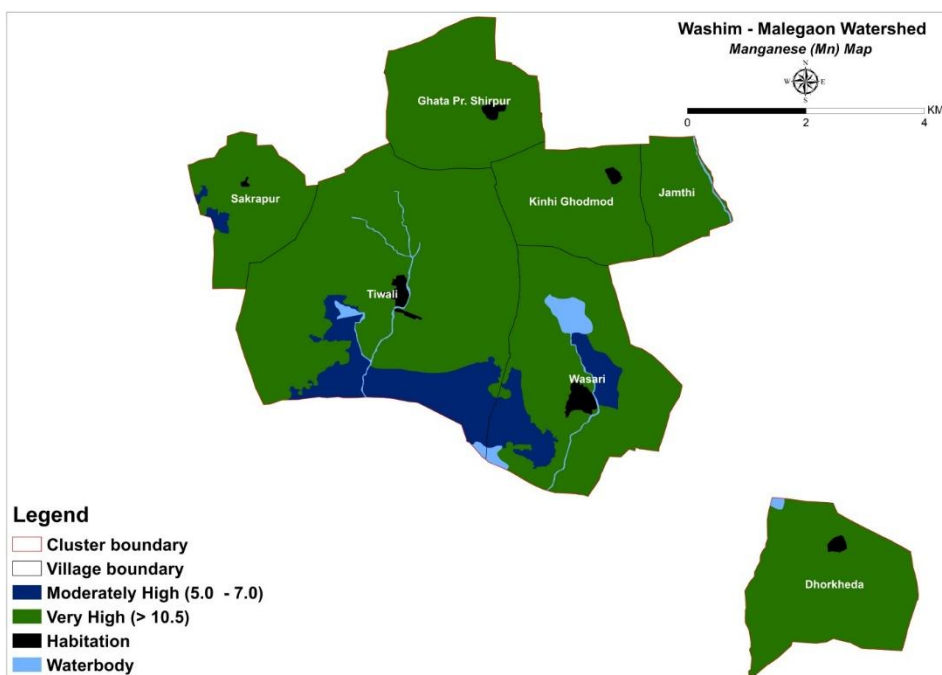 Washim - Malegaon Watershed
Manganese (Mn) Map
N
W E
S
KM
0 2 4
Ghata Pr. Shirpur
Sakrapur
Kinhi Ghodmod
Jamthi
Tiwali
Wasari
Dhorkheda
Legend
Cluster boundary
Village boundary
Moderately High (5.0 - 7.0)
Very High (> 10.5)
Habitation
Waterbody